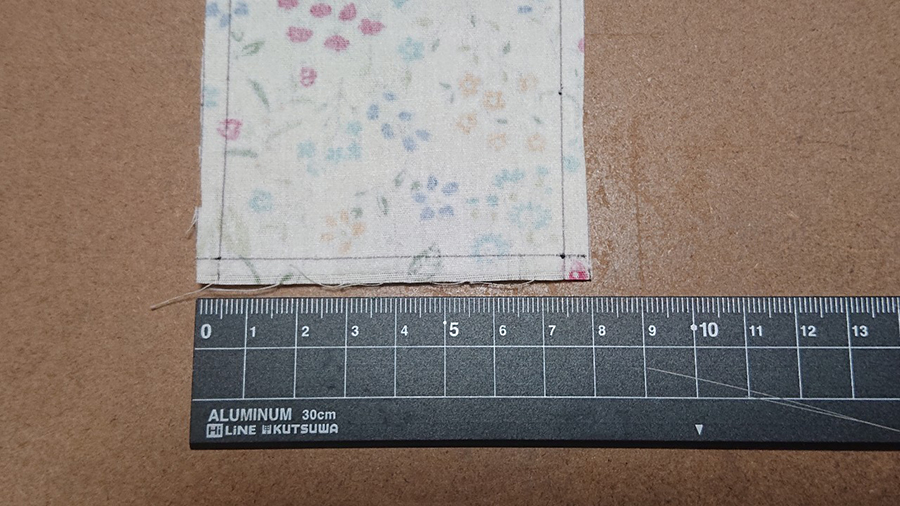 0 1 2 3 4 5 6 7 8 9 10 11 12 13
ALUMINUM 30cm
Hi LiNE KUTSUWA